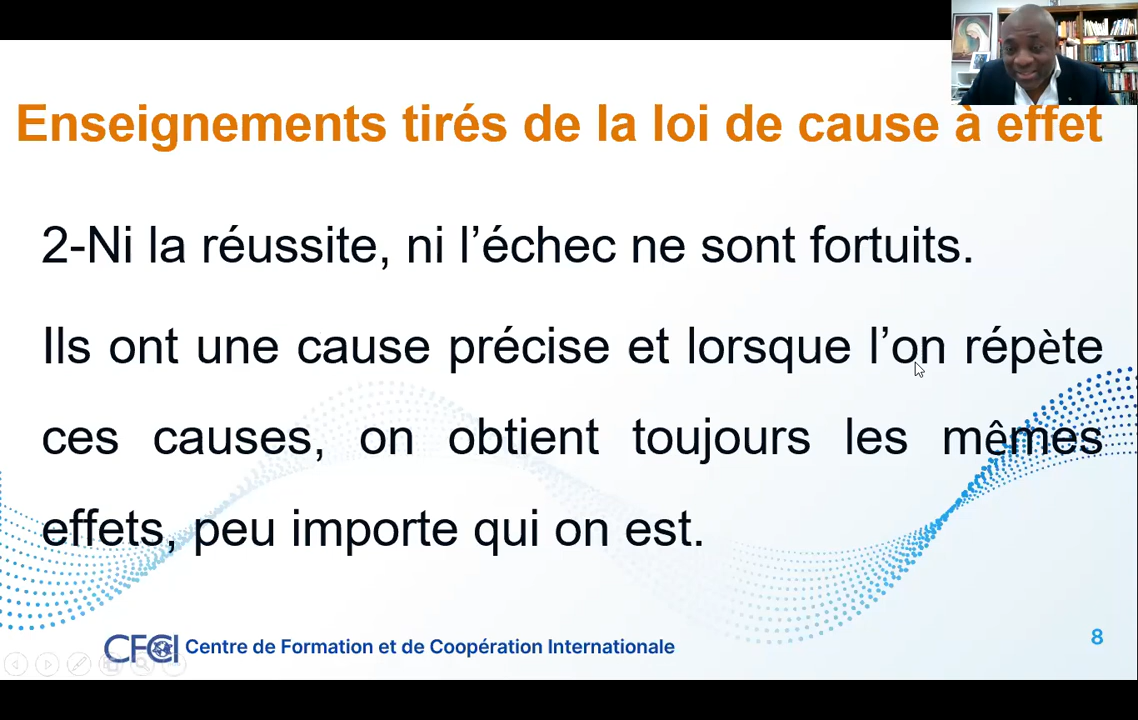 Enseignements tirés de la loi de cause à effet
2-Ni la réussite, ni l’échec ne sont fortuits.
Ils ont une cause précise et lorsque l’on répète
ces causes, on obtient toujours les mêmes
effets, peu importe qui on est.
CFCI Centre de Formation et de Coopération Internationale
8